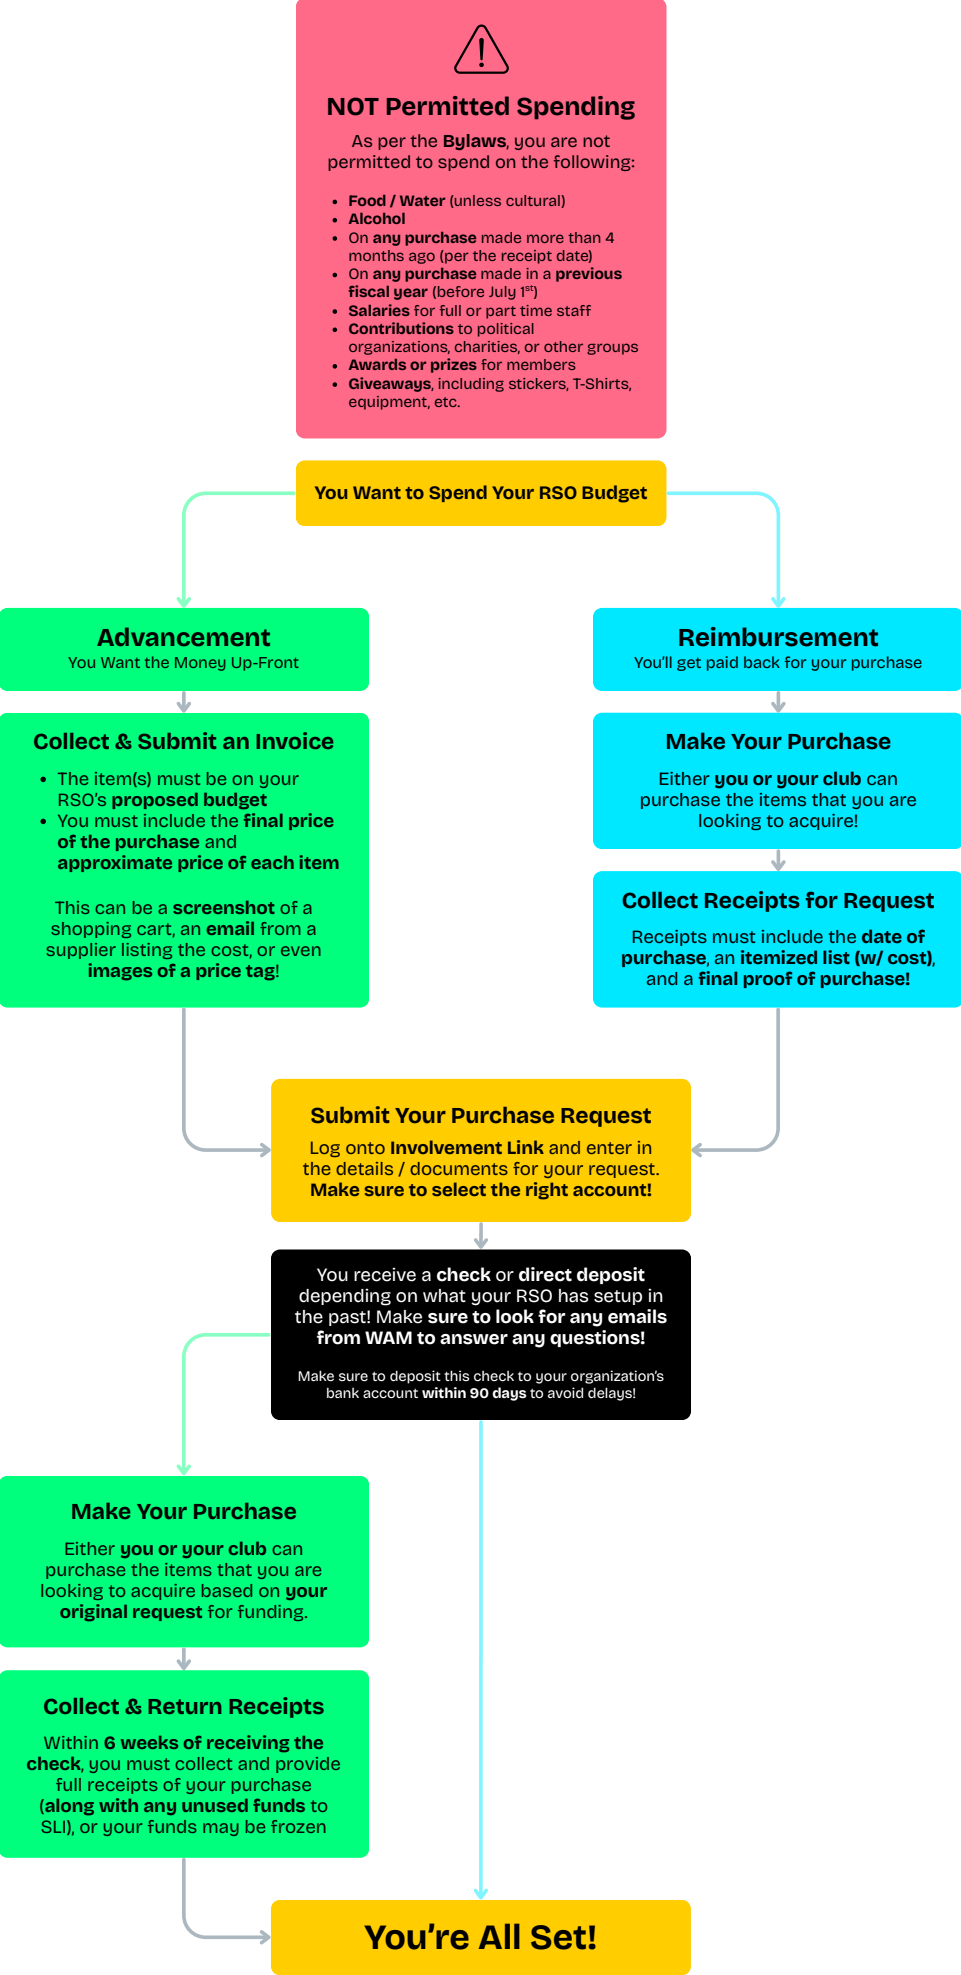 NOT Permitted Spending
As per the Bylaws, you are not
permitted to spend on the following:
• Food / Water (unless cultural)
• Alcohol
• On any purchase made more than 4
months ago (per the receipt date)
• On any purchase made in a previous
fiscal year (before July 1st)
• Salaries for full or part time staff
• Contributions to political
organizations, charities, or other groups
• Awards or prizes for members
• Giveaways, including stickers, T-Shirts,
equipment, etc.
You Want to Spend Your RSO Budget
Advancement
You Want the Money Up-Front
Collect & Submit an Invoice
• The item(s) must be on your
RSO's proposed budget
• You must include the final price
of the purchase and
approximate price of each item
This can be a screenshot of a
shopping cart, an email from a
supplier listing the cost, or even
images of a price tag!
Reimbursement
You'll get paid back for your purchase
Make Your Purchase
Either you or your club can
purchase the items that you are
looking to acquire!
Collect Receipts for Request
Receipts must include the date of
purchase, an itemized list (w/ cost),
and a final proof of purchase!
Submit Your Purchase Request
Log onto Involvement Link and enter in
the details / documents for your request.
Make sure to select the right account!
You receive a check or direct deposit
depending on what your RSO has setup in
the past! Make sure to look for any emails
from WAM to answer any questions!
Make sure to deposit this check to your organization's
bank account within 90 days to avoid delays!
Make Your Purchase
Either you or your club can
purchase the items that you are
looking to acquire based on your
original request for funding.
Collect & Return Receipts
Within 6 weeks of receiving the
check, you must collect and provide
full receipts of your purchase
(along with any unused funds to
SLI), or your funds may be frozen
You're All Set!